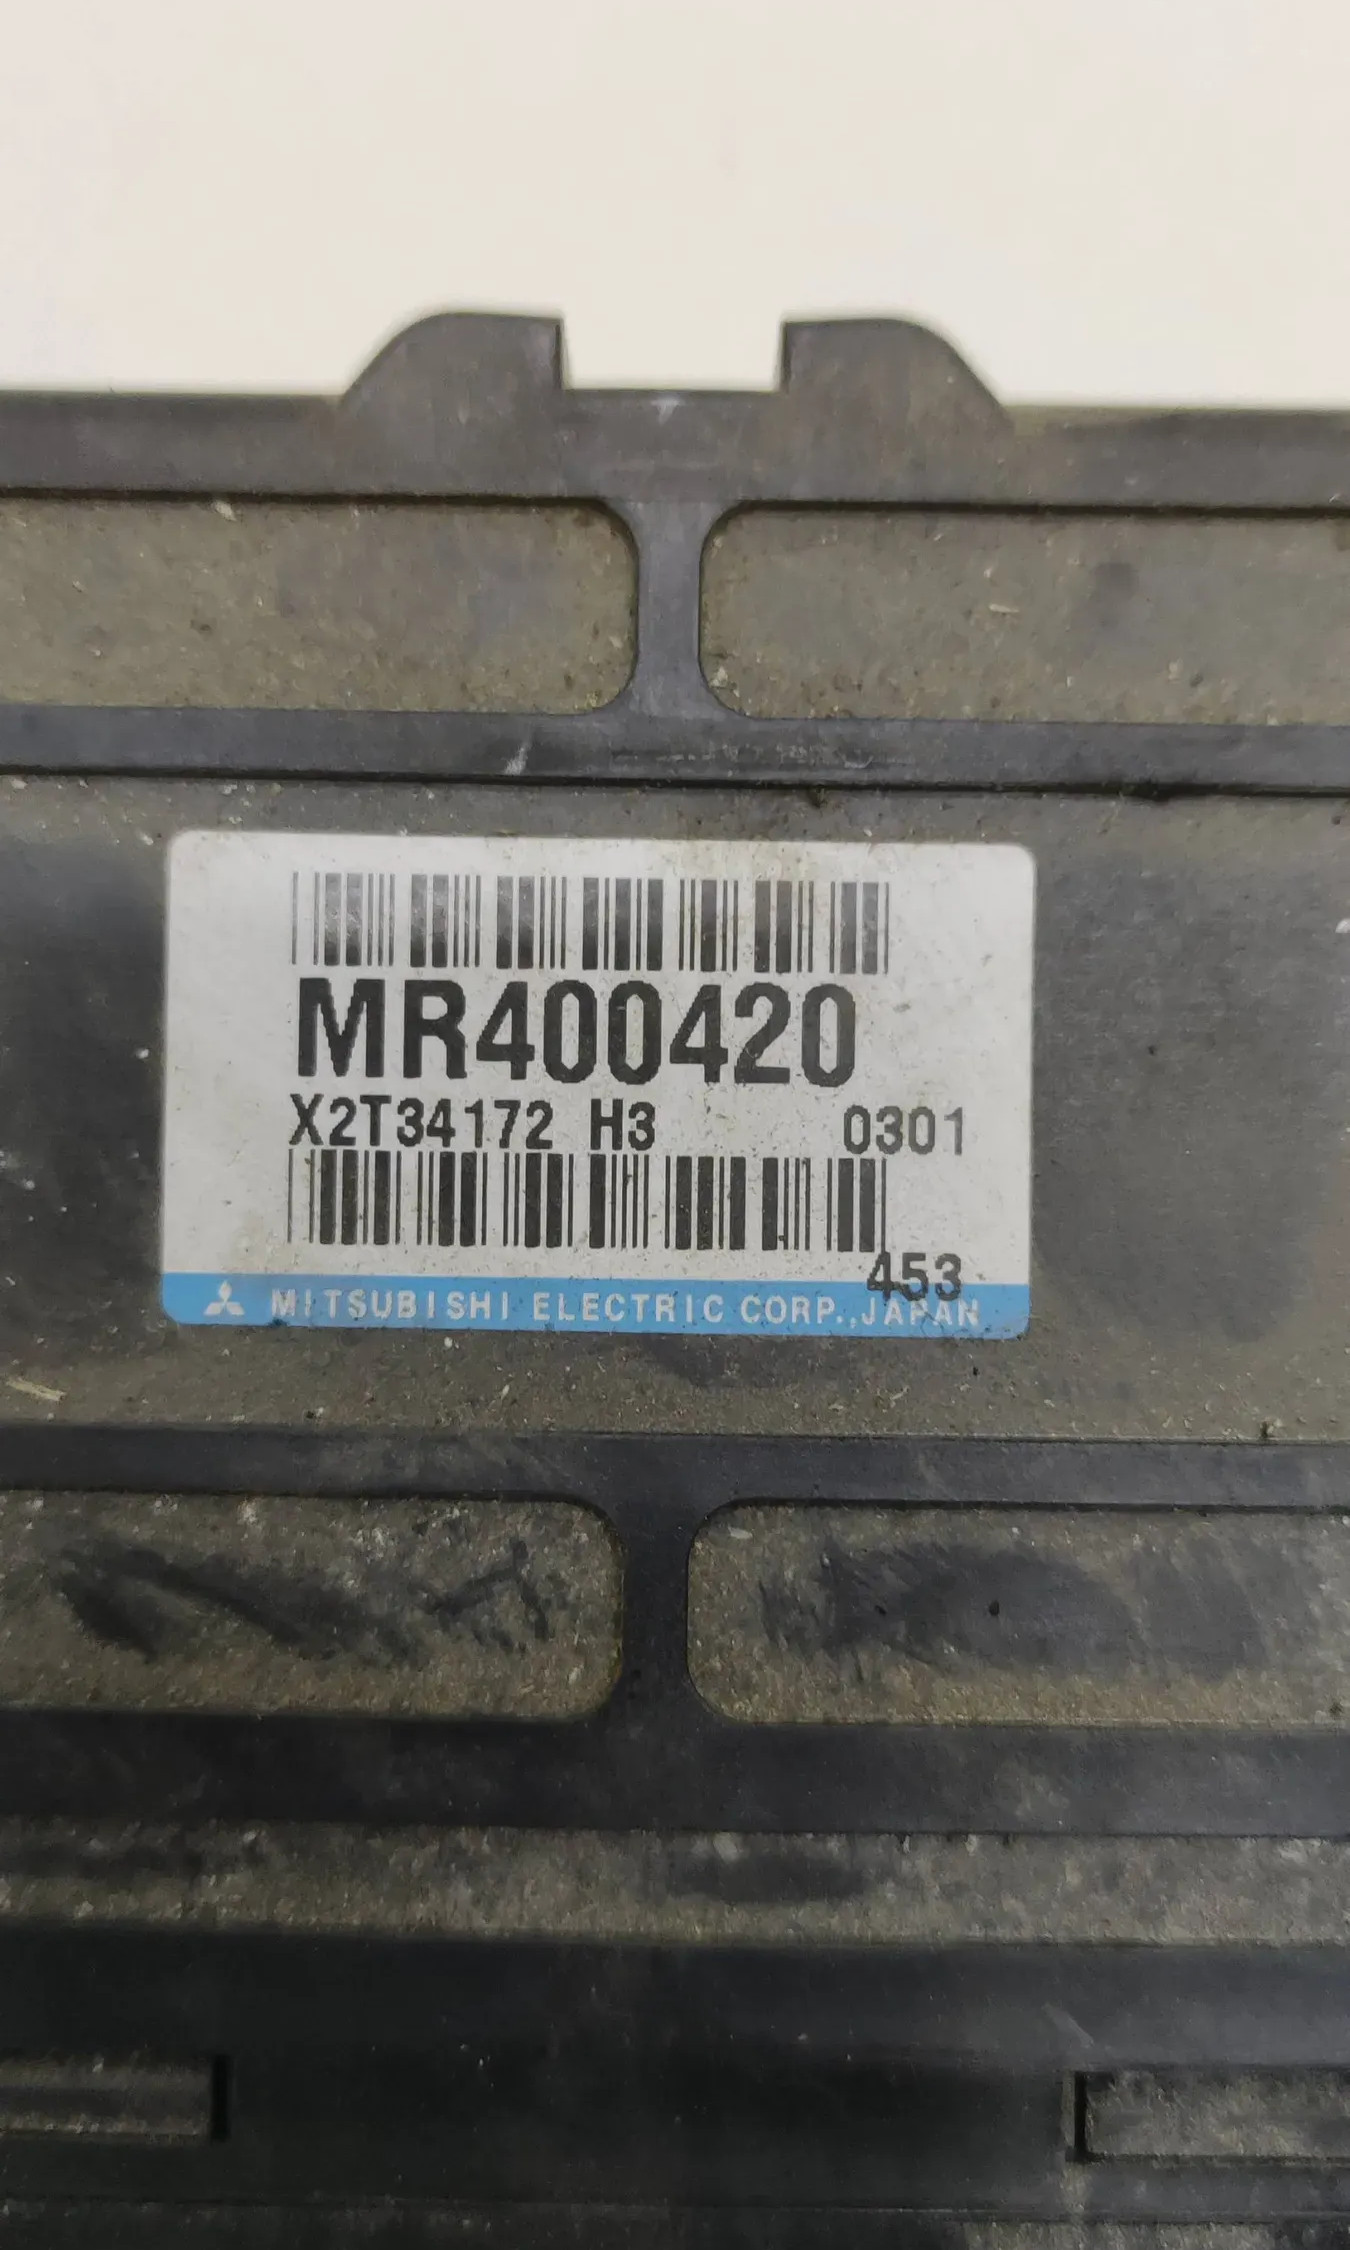 MR400420
X2T34172 H3 0301
453
MITSUBISHI ELECTRIC CORP., JAPAN